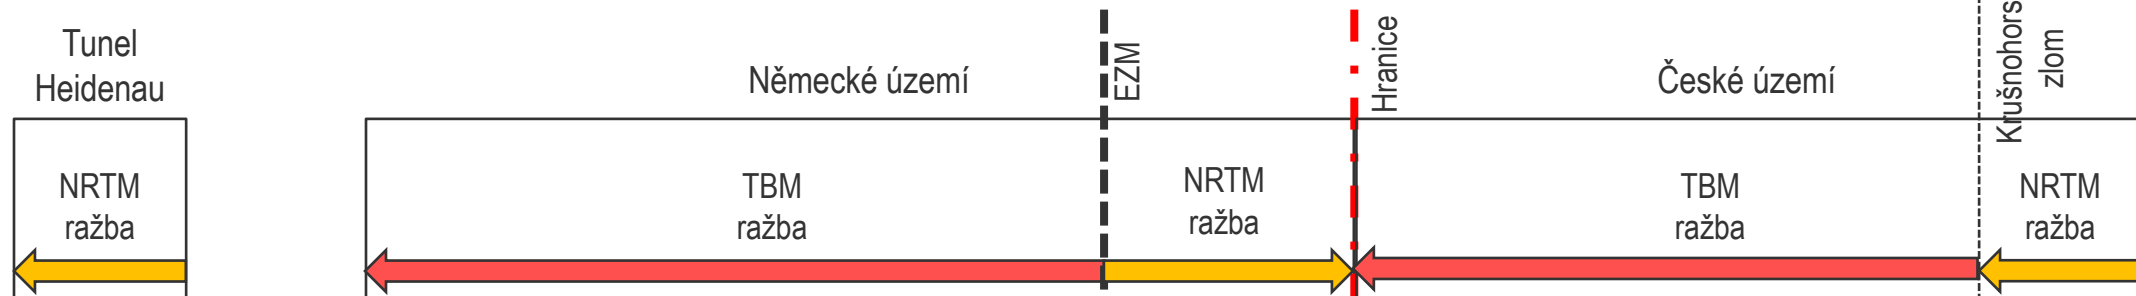 Tunel
Heidenau
Německé území
EZM
Hranice
České území
zlom
NRTM
ražba
TBM
ražba
NRTM
ražba
TBM
ražba
NRTM
ražba